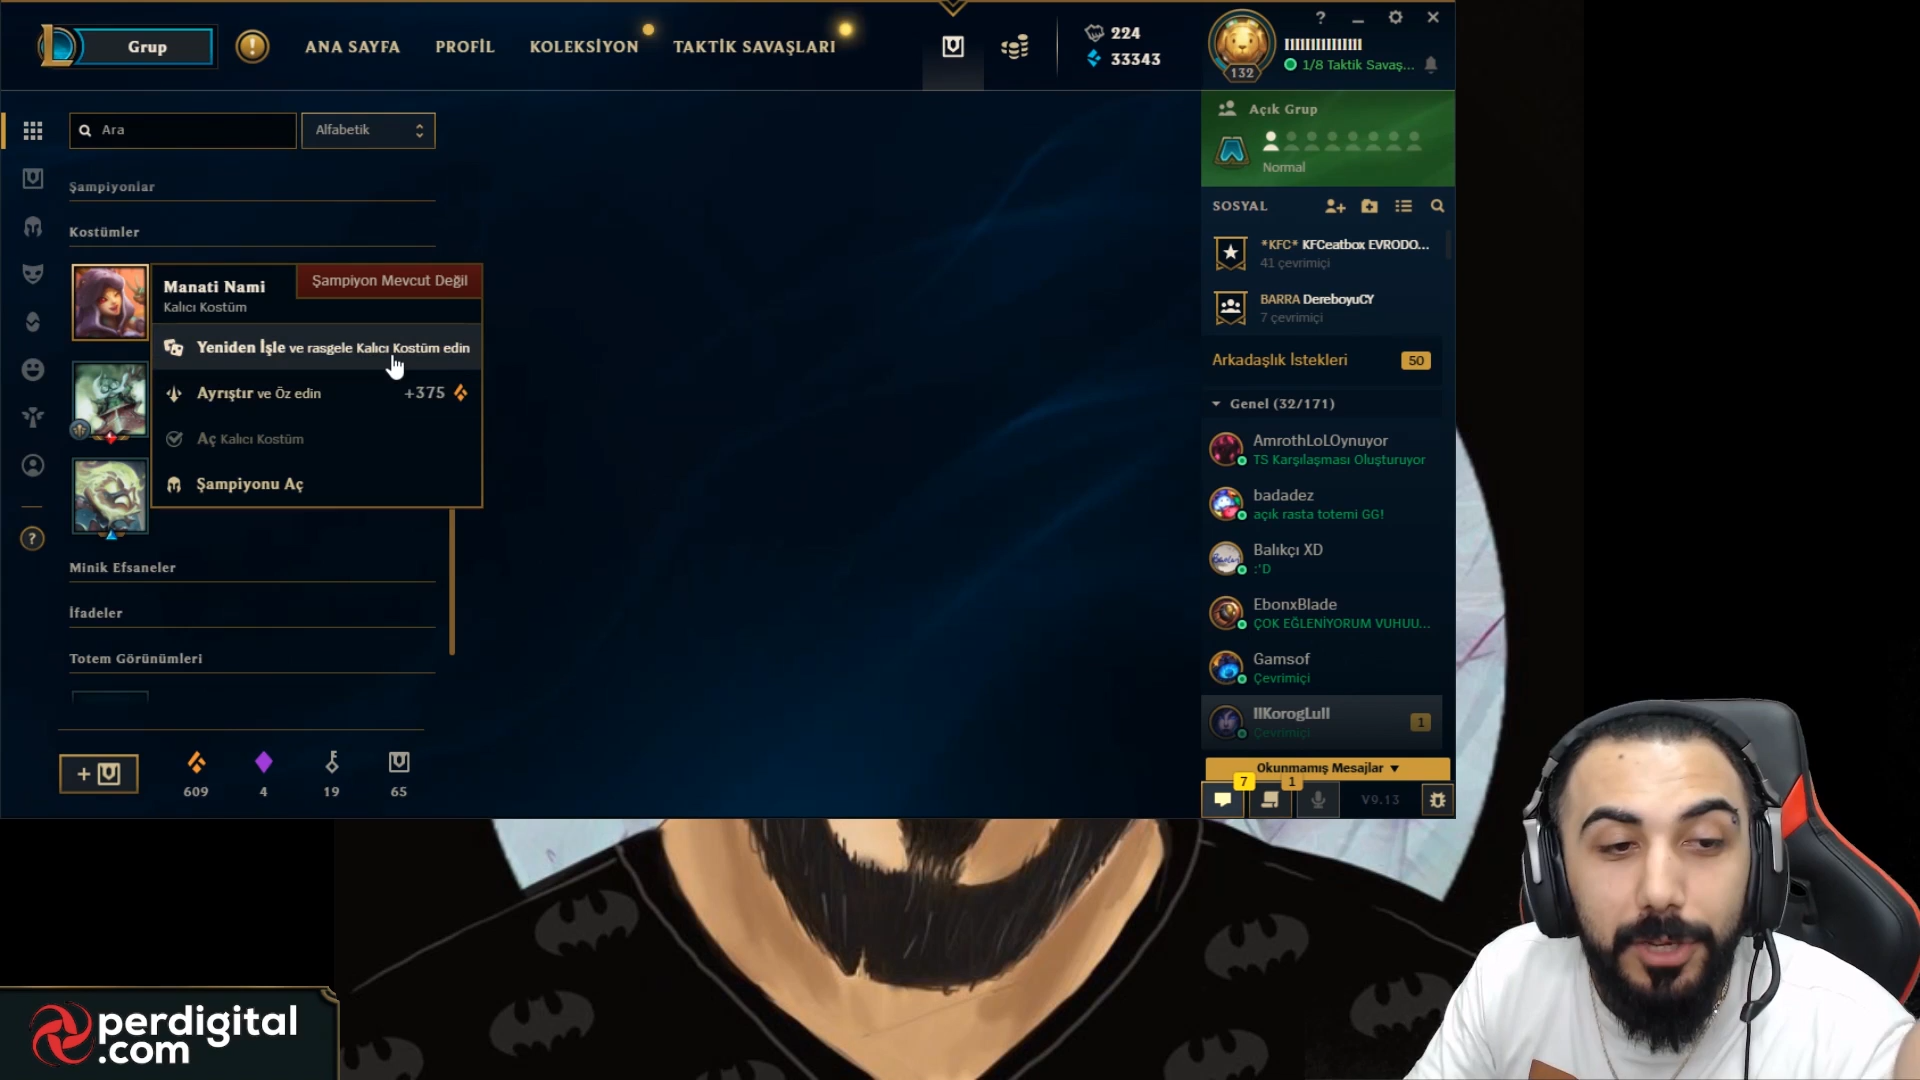 Grup
ANA SAYFA
PROFİL
KOLEKSİYON
TAKTİK SAVAŞLARI
224
33343
132
IIIIIIIIIIIIIIII
1/8 Taktik Savaş...
Ara
Alfabetik
Şampiyonlar
Kostümler
Manati Nami
Kalıcı Kostüm
Şampiyon Mevcut Değil
Yeniden İşle ve rasgele Kalıcı Kostüm edin
Ayrıştır ve Öz edin
+375
Aç Kalıcı Kostüm
Şampiyonu Aç
Minik Efsaneler
İfadeler
Totem Görünümleri
609
4
19
65
Açık Grup
Normal
SOSYAL
*KFC* KFCeatbox EVRODO...
41 çevrimiçi
BARRA DereboyuCY
7 çevrimiçi
Arkadaşlık İstekleri
50
Genel (32/171)
AmrothLoLOynuyor
TS Karşılaşması Oluşturuyor
badadez
açık rasta totemi GG!
Balıkçı XD
:'D
EbonxBlade
ÇOK EĞLENİYORUM VUHUU...
Gamsof
Çevrimiçi
IIKorogLuII
Çevrimiçi
1
Okunmamış Mesajlar
7
1
V9.13
perdigital
.com